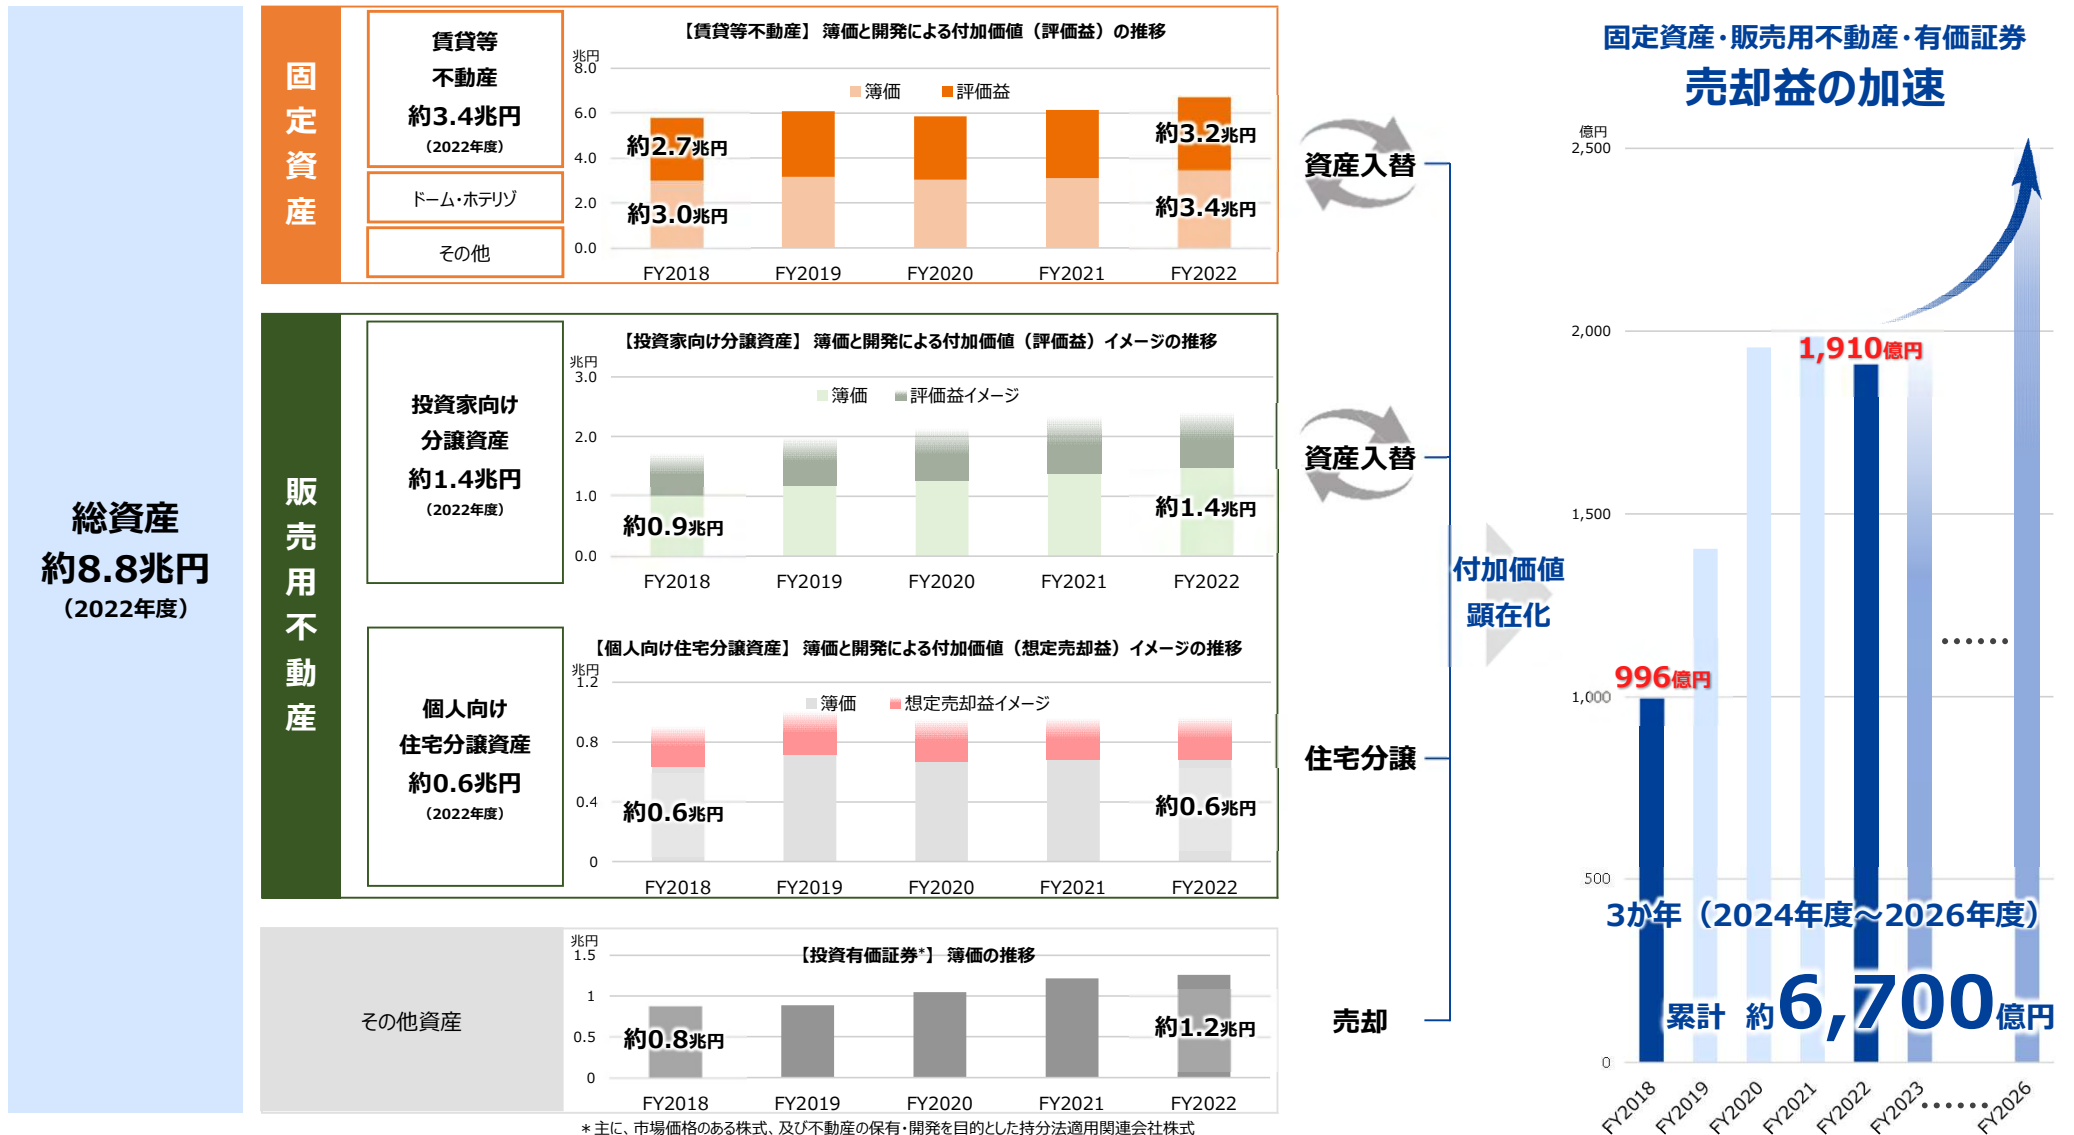 総資産
約8.8兆円
（2022年度）
固定資産
賃貸等
不動産
約3.4兆円
（2022年度）
ドーム・ホテリゾ
その他
【賃貸等不動産】 簿価と開発による付加価値（評価益）の推移
兆円
8.0
6.0
4.0
2.0
0.0
簿価 評価益
約2.7兆円
約3.0兆円
約3.2兆円
約3.4兆円
FY2018 FY2019 FY2020 FY2021 FY2022
販売用不動産
投資家向け
分譲資産
約1.4兆円
（2022年度）
【投資家向け分譲資産】 簿価と開発による付加価値（評価益）イメージの推移
兆円
3.0
2.0
1.0
0.0
簿価 評価益イメージ
約0.9兆円
約1.4兆円
FY2018 FY2019 FY2020 FY2021 FY2022
個人向け
住宅分譲資産
約0.6兆円
（2022年度）
【個人向け住宅分譲資産】 簿価と開発による付加価値（想定売却益）イメージの推移
兆円
1.2
0.8
0.4
0
簿価 想定売却益イメージ
約0.6兆円
約0.6兆円
FY2018 FY2019 FY2020 FY2021 FY2022
その他資産
【投資有価証券*】 簿価の推移
兆円
1.5
1
0.5
0
約0.8兆円
約1.2兆円
FY2018 FY2019 FY2020 FY2021 FY2022
＊主に、市場価格のある株式、及び不動産の保有・開発を目的とした持分法適用関連会社株式
資産入替
資産入替
住宅分譲
売却
付加価値
顕在化
固定資産・販売用不動産・有価証券
売却益の加速
億円
2,500
2,000
1,500
1,000
500
0
996億円
1,910億円
……
3か年（2024年度～2026年度）
累計 約6,700億円
FY2018 FY2019 FY2020 FY2021 FY2022 FY2023 …… FY2026